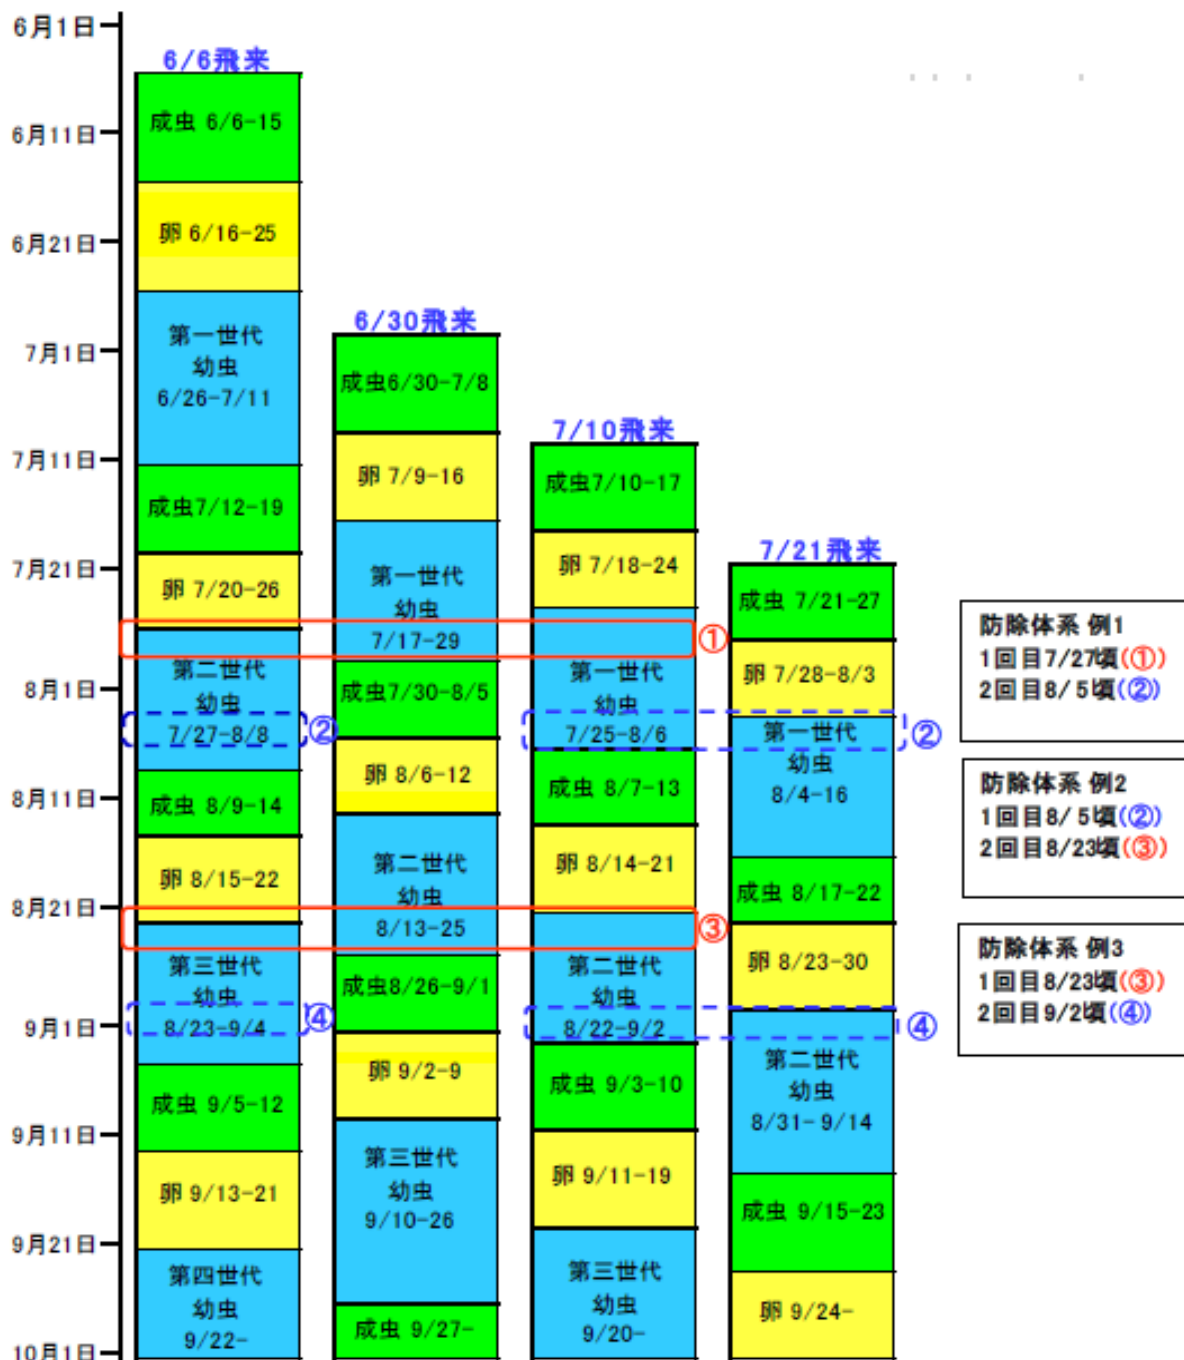 6月1日
6月11日
6月21日
7月1日
7月11日
7月21日
8月1日
8月11日
8月21日
9月1日
9月11日
9月21日
10月1日
6/6飛来
成虫 6/6-15
卵 6/16-25
第一世代
幼虫
6/26-7/11
成虫7/12-19
卵 7/20-26
第二世代
幼虫
7/27-8/8
成虫 8/9-14
卵 8/15-22
第三世代
幼虫
8/23-9/4
成虫 9/5-12
卵 9/13-21
第四世代
幼虫
9/22-
②
④
6/30飛来
成虫6/30-7/8
卵 7/9-16
第一世代
幼虫
7/17-29
成虫7/30-8/5
卵 8/6-12
第二世代
幼虫
8/13-25
成虫8/26-9/1
卵 9/2-9
第三世代
幼虫
9/10-26
成虫 9/27-
7/10飛来
成虫7/10-17
卵 7/18-24
第一世代
幼虫
7/25-8/6
成虫 8/7-13
卵 8/14-21
第二世代
幼虫
8/22-9/2
成虫 9/3-10
卵 9/11-19
第三世代
幼虫
9/20-
①
③
7/21飛来
成虫 7/21-27
卵 7/28-8/3
第一世代
幼虫
8/4-16
成虫 8/17-22
卵 8/23-30
第二世代
幼虫
8/31-9/14
成虫 9/15-23
卵 9/24-
②
④
防除体系 例1
1回目7/27頃(①)
2回目8/5頃(②)
防除体系 例2
1回目8/5頃(②)
2回目8/23頃(③)
防除体系 例3
1回目8/23頃(③)
2回目9/2頃(④)